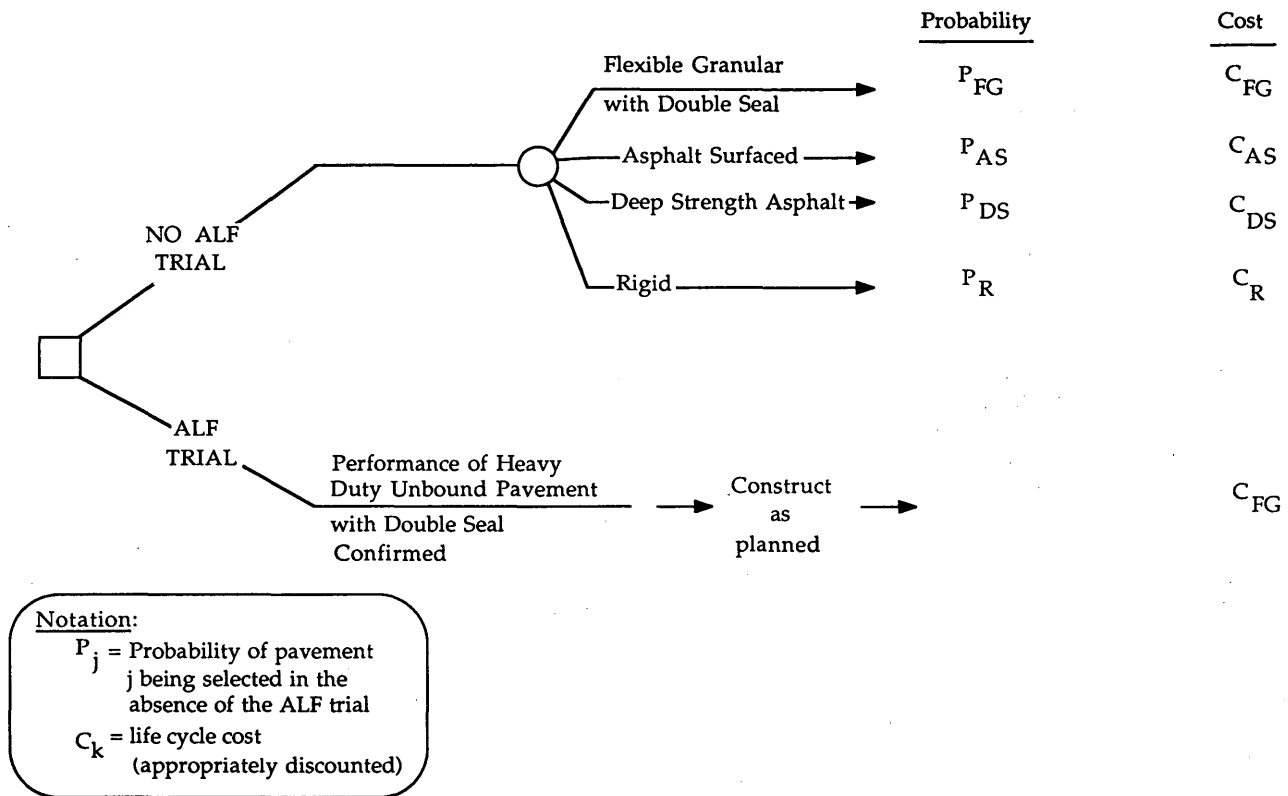 Probability Cost
Flexible Granular
with Double Seal
P_FG C_FG
Asphalt Surfaced P_AS C_AS
Deep Strength Asphalt P_DS C_DS
Rigid P_R C_R
NO ALF
TRIAL
ALF
TRIAL
Performance of Heavy
Duty Unbound Pavement
with Double Seal
Confirmed
Construct
as
planned
C_FG
Notation:
P_j = Probability of pavement
j being selected in the
absence of the ALF trial
C_k = life cycle cost
(appropriately discounted)